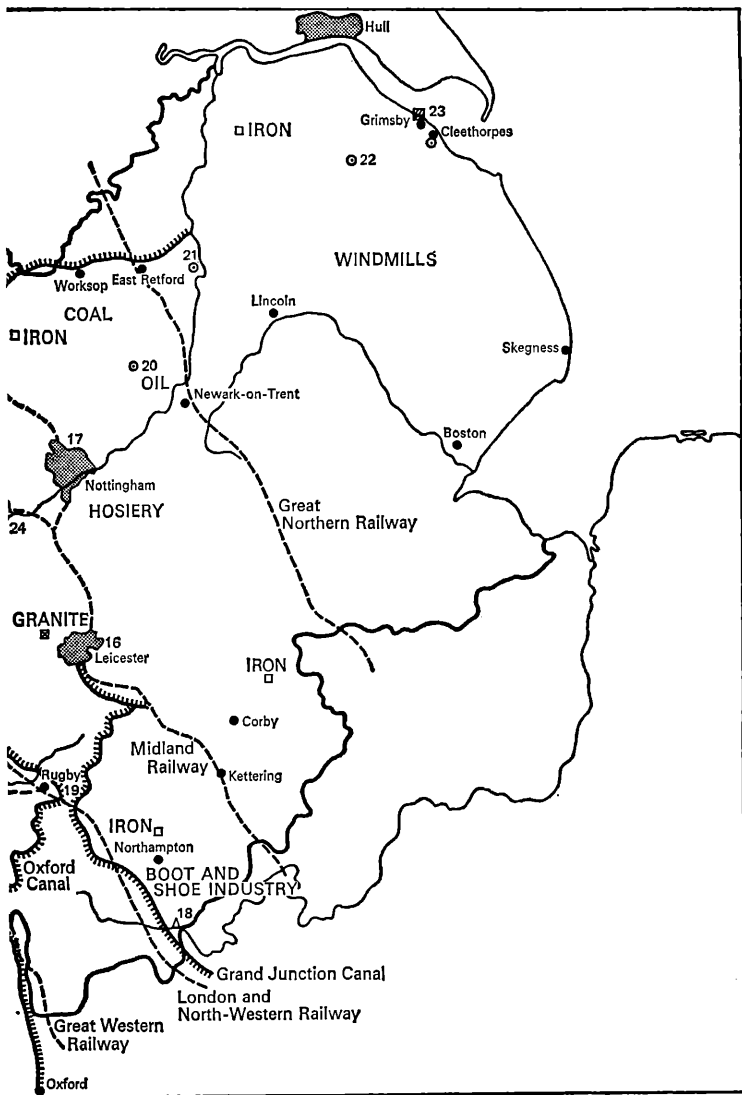 Hull
23
Grimsby
Cleethorpes
IRON
22
WINDMILLS
21
Worksop
East Retford
COAL
Lincoln
IRON
Skegness
20
OIL
Newark-on-Trent
17
Boston
Nottingham
HOSIERY
24
Great
Northern Railway
GRANITE
16
Leicester
IRON
Corby
Midland
Railway
Kettering
Rugby
19
IRON
Northampton
Oxford
Canal
BOOT AND
SHOE INDUSTRY
18
Grand Junction Canal
London and
North-Western Railway
Great Western
Railway
Oxford